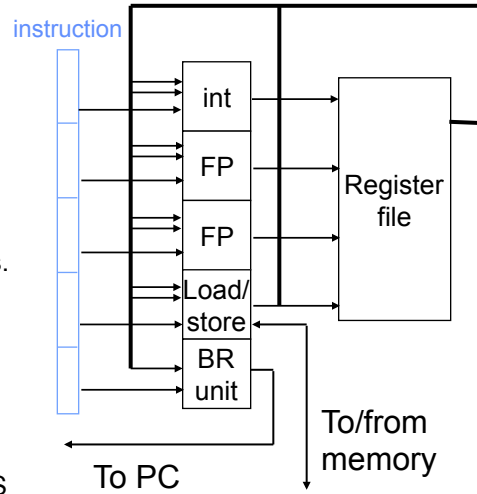 instruction
int
FP
FP
Load/
store
BR
unit
Register
file
To/from
memory
To PC
s.
S